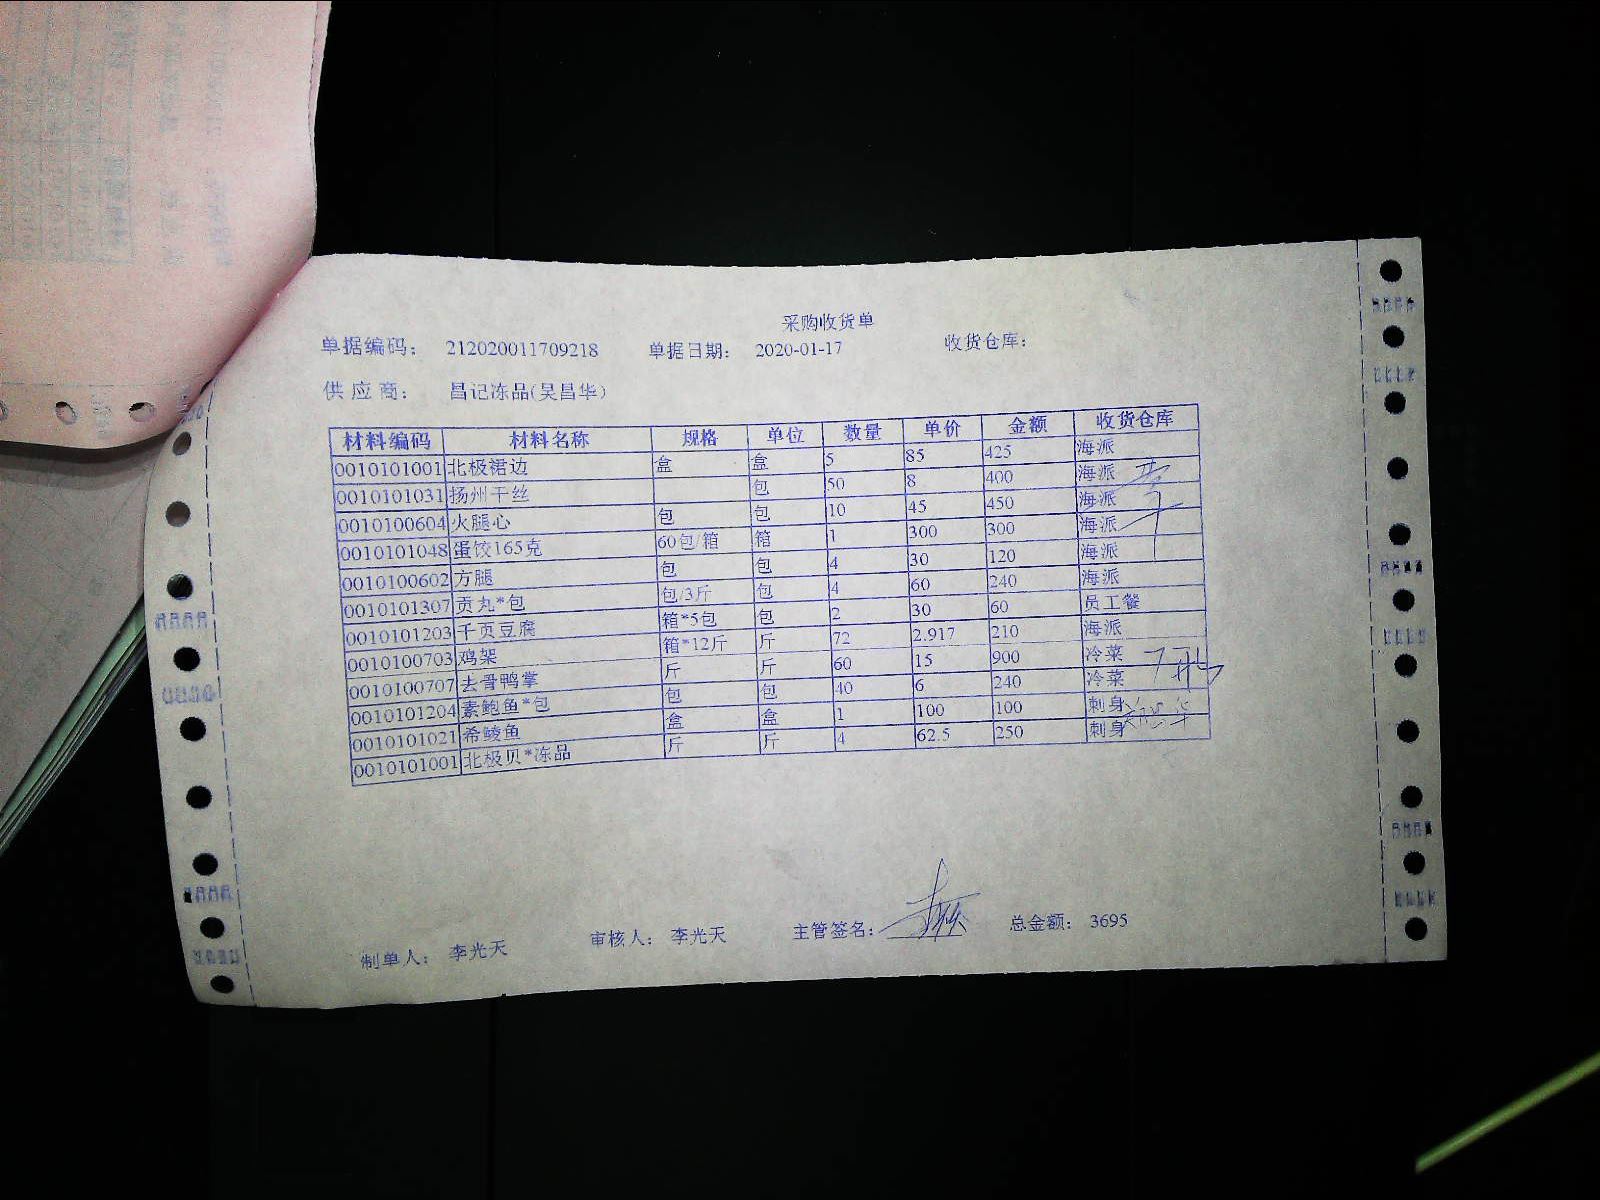 采购收货单
单据编码： 212020011709218 单据日期： 2020-01-17 收货仓库：
供应商： 昌记冻品(吴昌华)
材料编码 材料名称 规格 单位 数量 单价 金额 收货仓库
0010101001 北极裙边 盒 盒 5 85 425 海派
0010101031 扬州干丝 包 50 8 400 海派
0010100604 火腿心 包 包 10 45 450 海派
0010101048 蛋饺165克 60包/箱 箱 1 300 300 海派
0010100602 方腿 包 包 4 30 120 海派
0010101307 贡丸*包 包/3斤 包 4 60 240 海派
0010101203 千页豆腐 箱*5包 包 2 30 60 员工餐
0010100703 鸡架 箱*12斤 斤 72 2.917 210 海派
0010100707 去骨鸭掌 斤 斤 60 15 900 冷菜
0010101204 素鲍鱼*包 包 包 40 6 240 冷菜
0010101021 希鲮鱼 盒 盒 1 100 100 刺身
0010101001 北极贝*冻品 斤 斤 4 62.5 250 刺身
制单人： 李光天 审核人： 李光天 主管签名： 总金额： 3695